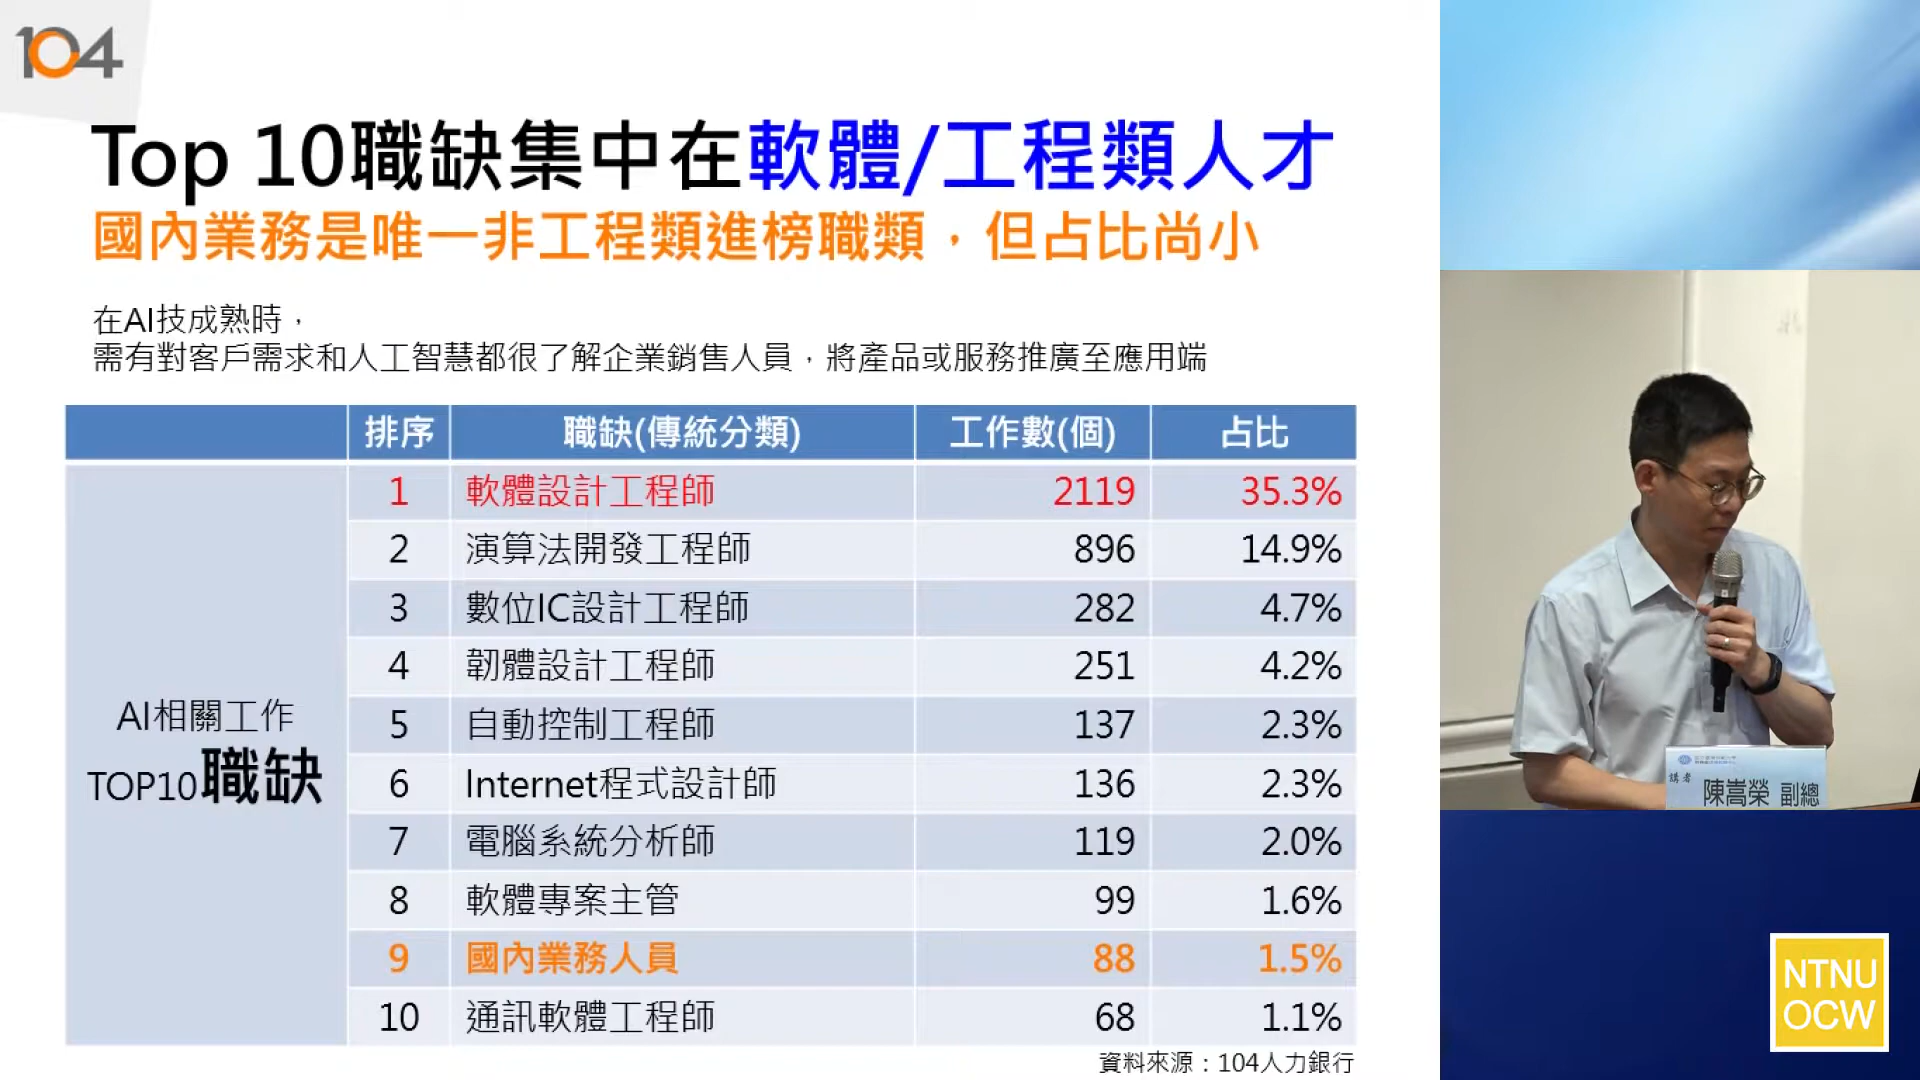 104
Top 10職缺集中在軟體/工程類人才
國內業務是唯一非工程類進榜職類，但占比尚小
在AI技成熟時，
需有對客戶需求和人工智慧都很了解企業銷售人員，將產品或服務推廣至應用端
排序 職缺(傳統分類) 工作數(個) 占比
AI相關工作
TOP10職缺
1 軟體設計工程師 2119 35.3%
2 演算法開發工程師 896 14.9%
3 數位IC設計工程師 282 4.7%
4 韌體設計工程師 251 4.2%
5 自動控制工程師 137 2.3%
6 Internet程式設計師 136 2.3%
7 電腦系統分析師 119 2.0%
8 軟體專案主管 99 1.6%
9 國內業務人員 88 1.5%
10 通訊軟體工程師 68 1.1%
資料來源：104人力銀行
講者
陳嵩榮 副總
NTNU
OCW